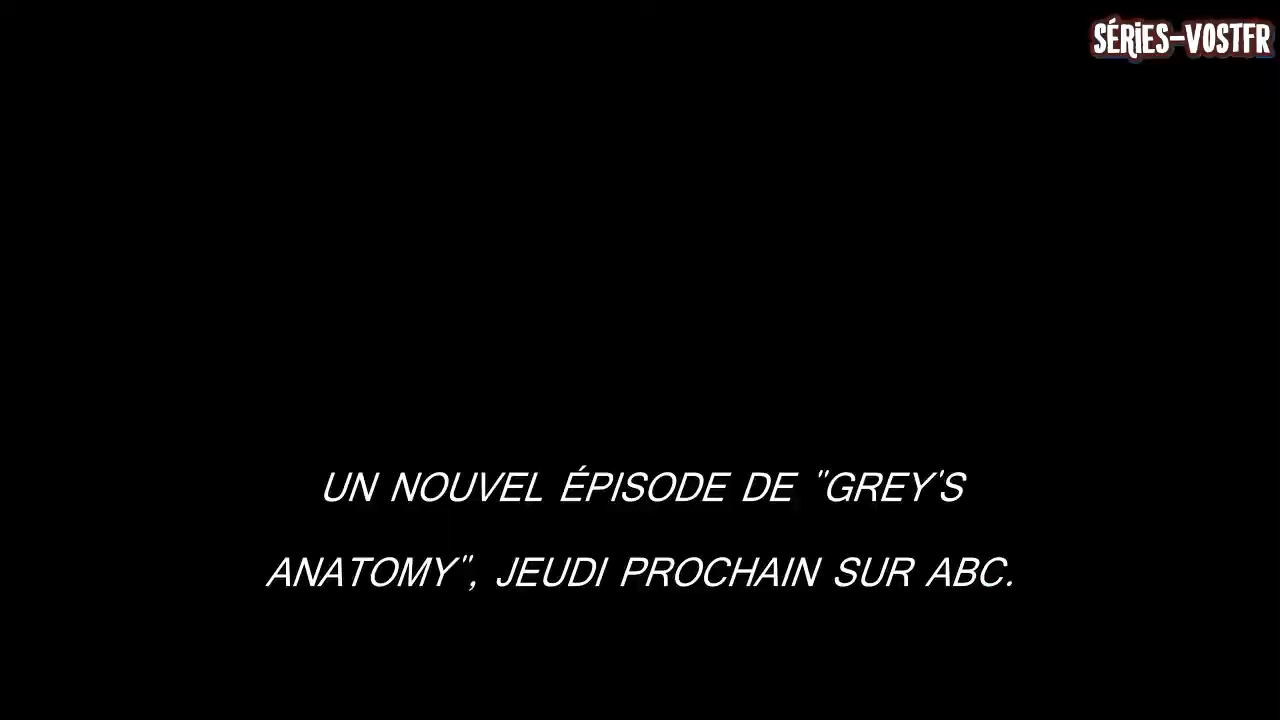 SÉRiES-VOSTFR
UN NOUVEL ÉPISODE DE "GREY'S
ANATOMY", JEUDI PROCHAIN SUR ABC.